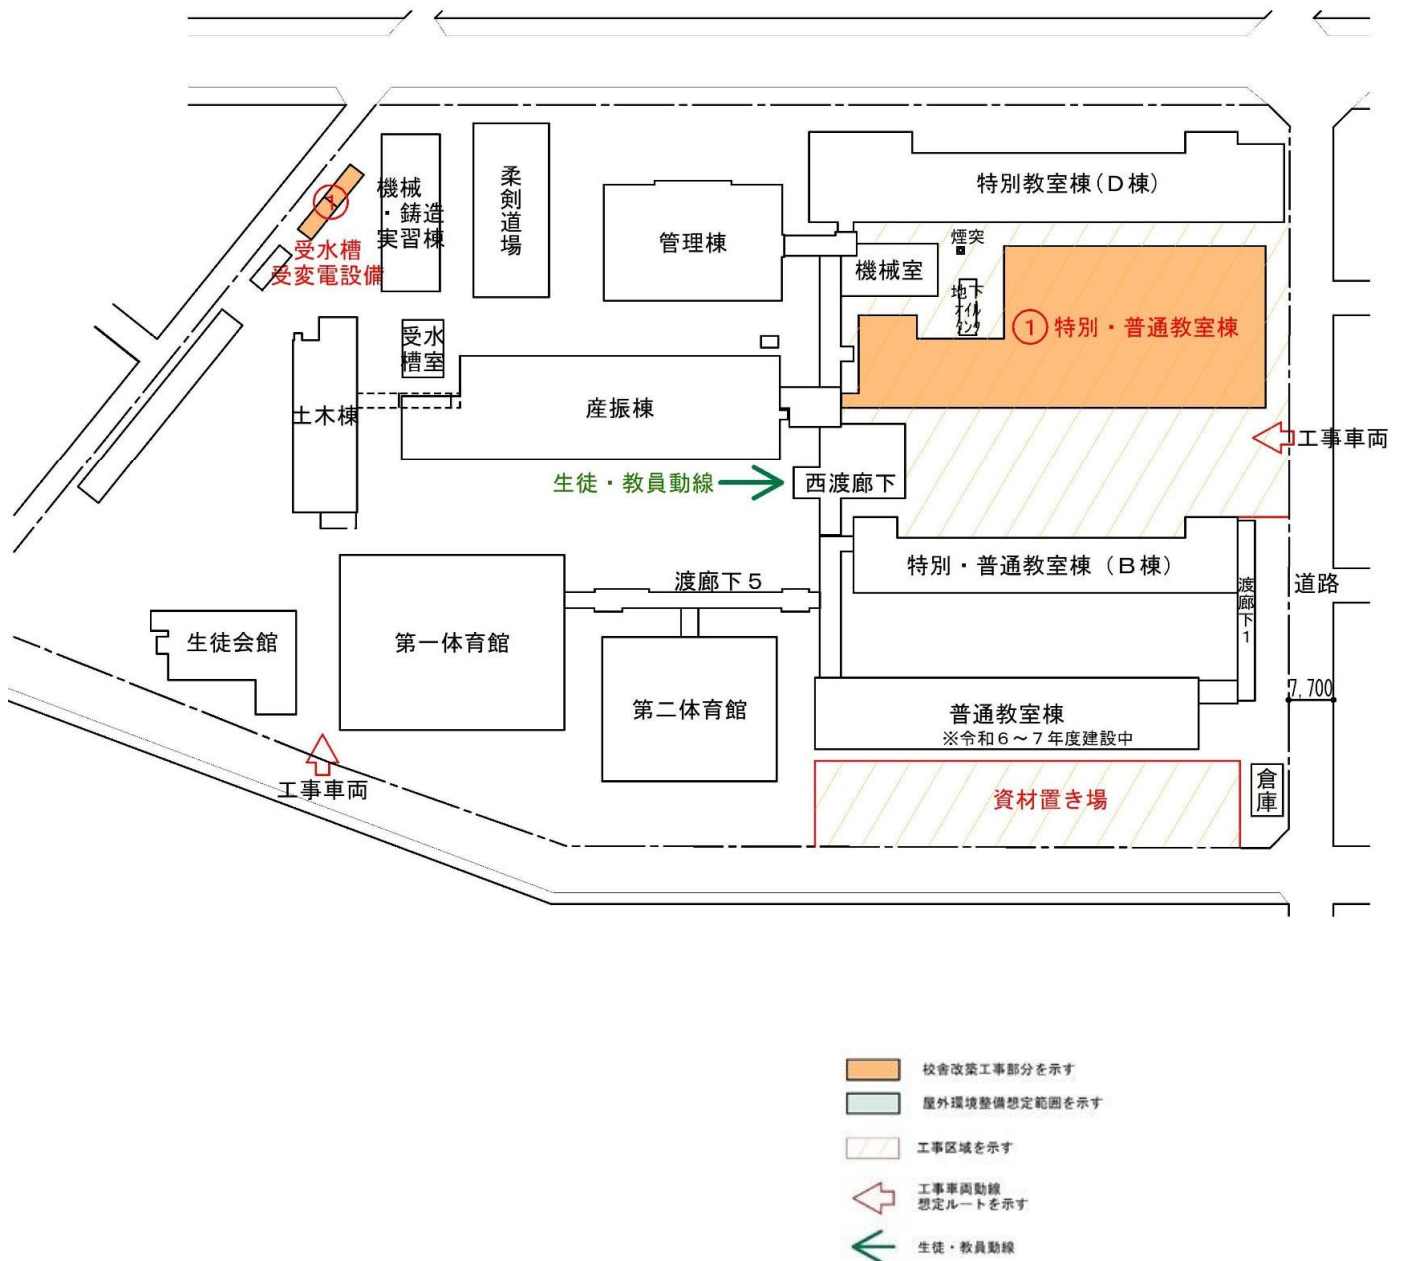 特別教室棟(D棟)
柔剣道場
機械
・鋳造
実習棟
①
受水槽
受変電設備
管理棟
煙突
機械室
地下
オイル
タンク
①特別・普通教室棟
受水
槽室
土木棟
産振棟
工事車両
生徒・教員動線
西渡廊下
特別・普通教室棟(B棟)
渡廊下5
渡廊下1
道路
生徒会館
第一体育館
第二体育館
7,700
普通教室棟
※令和6~7年度建設中
工事車両
資材置き場
倉庫
校舎改築工事部分を示す
屋外環境整備想定範囲を示す
工事区域を示す
工事車両動線
想定ルートを示す
生徒・教員動線